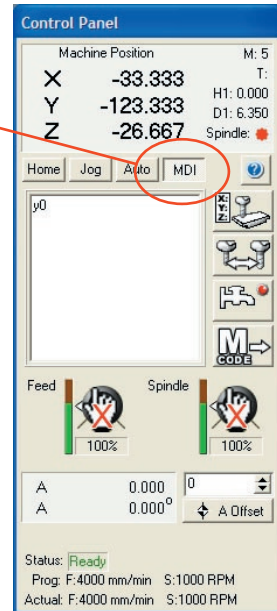 Control Panel
Machine Position M: 5
X -33.333 T:
Y -123.333 H1: 0.000
D1: 6.350
Z -26.667 Spindle:
Home Jog Auto MDI ?
y0
X:
Y:
Z:
M
CODE
Feed Spindle
100% 100%
A 0.000 0
A 0.000° A Offset
Status: Ready
Prog: F:4000 mm/min S:1000 RPM
Actual: F:4000 mm/min S:1000 RPM